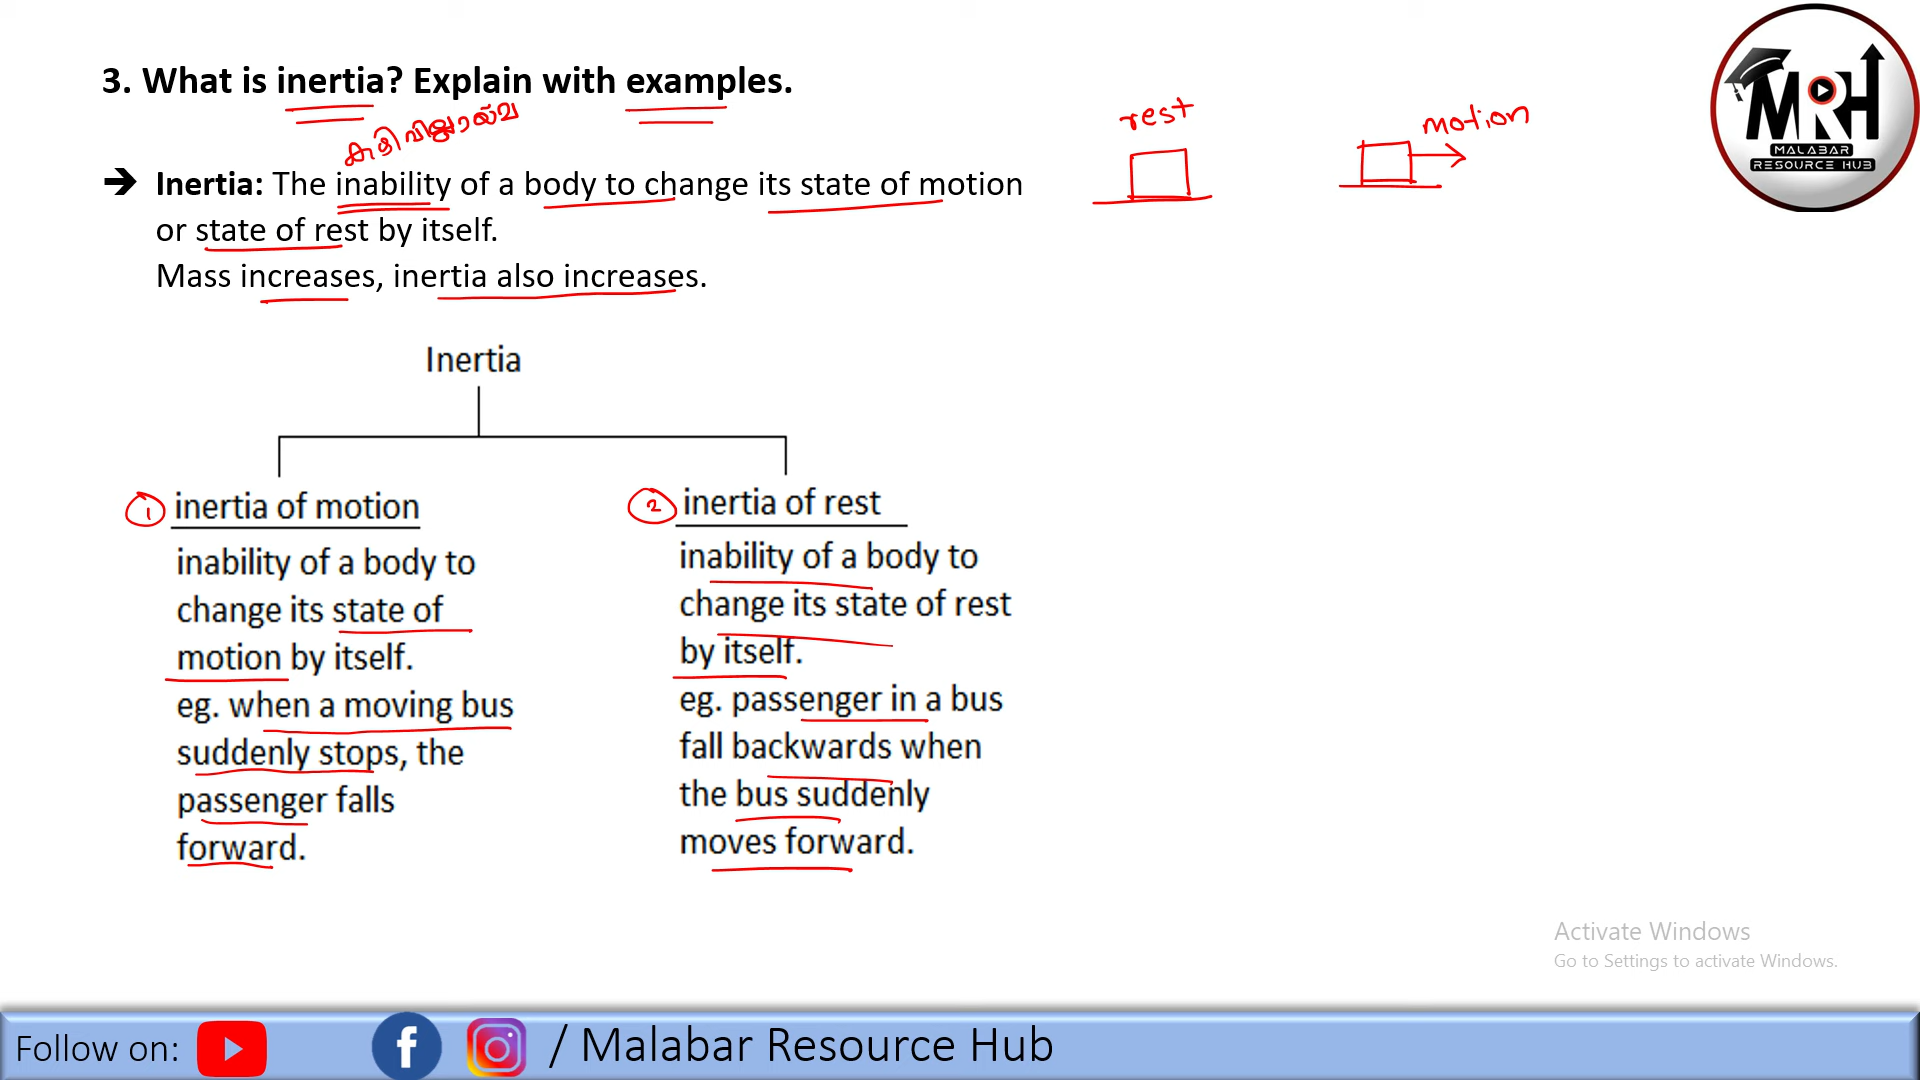 3. What is inertia? Explain with examples.
കഴിവില്ലായ്മ
➔ Inertia: The inability of a body to change its state of motion
or state of rest by itself.
Mass increases, inertia also increases.
rest
motion
MRH
MALABAR
RESOURCE HUB
Inertia
1 inertia of motion
inability of a body to
change its state of
motion by itself.
eg. when a moving bus
suddenly stops, the
passenger falls
forward.
2 inertia of rest
inability of a body to
change its state of rest
by itself.
eg. passenger in a bus
fall backwards when
the bus suddenly
moves forward.
Activate Windows
Go to Settings to activate Windows.
Follow on: / Malabar Resource Hub